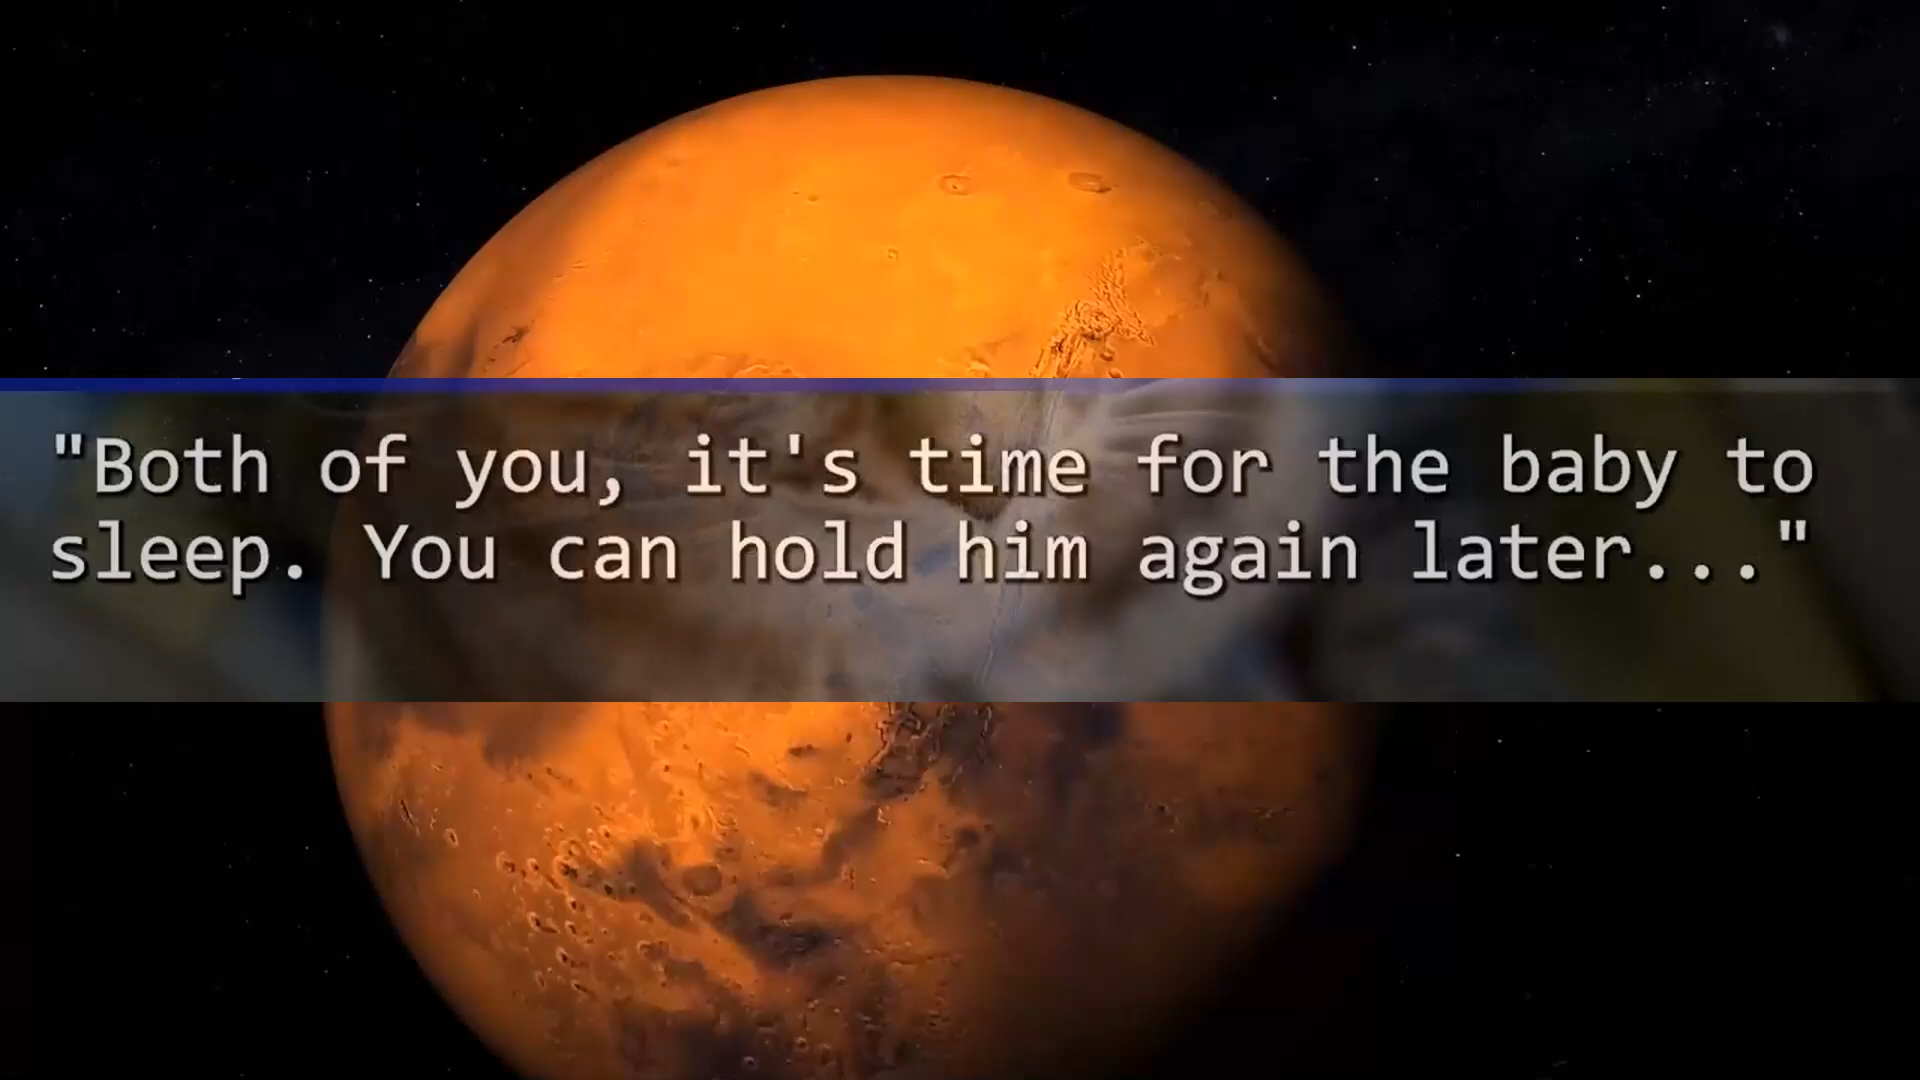 "Both of you, it's time for the baby to
sleep. You can hold him again later..."